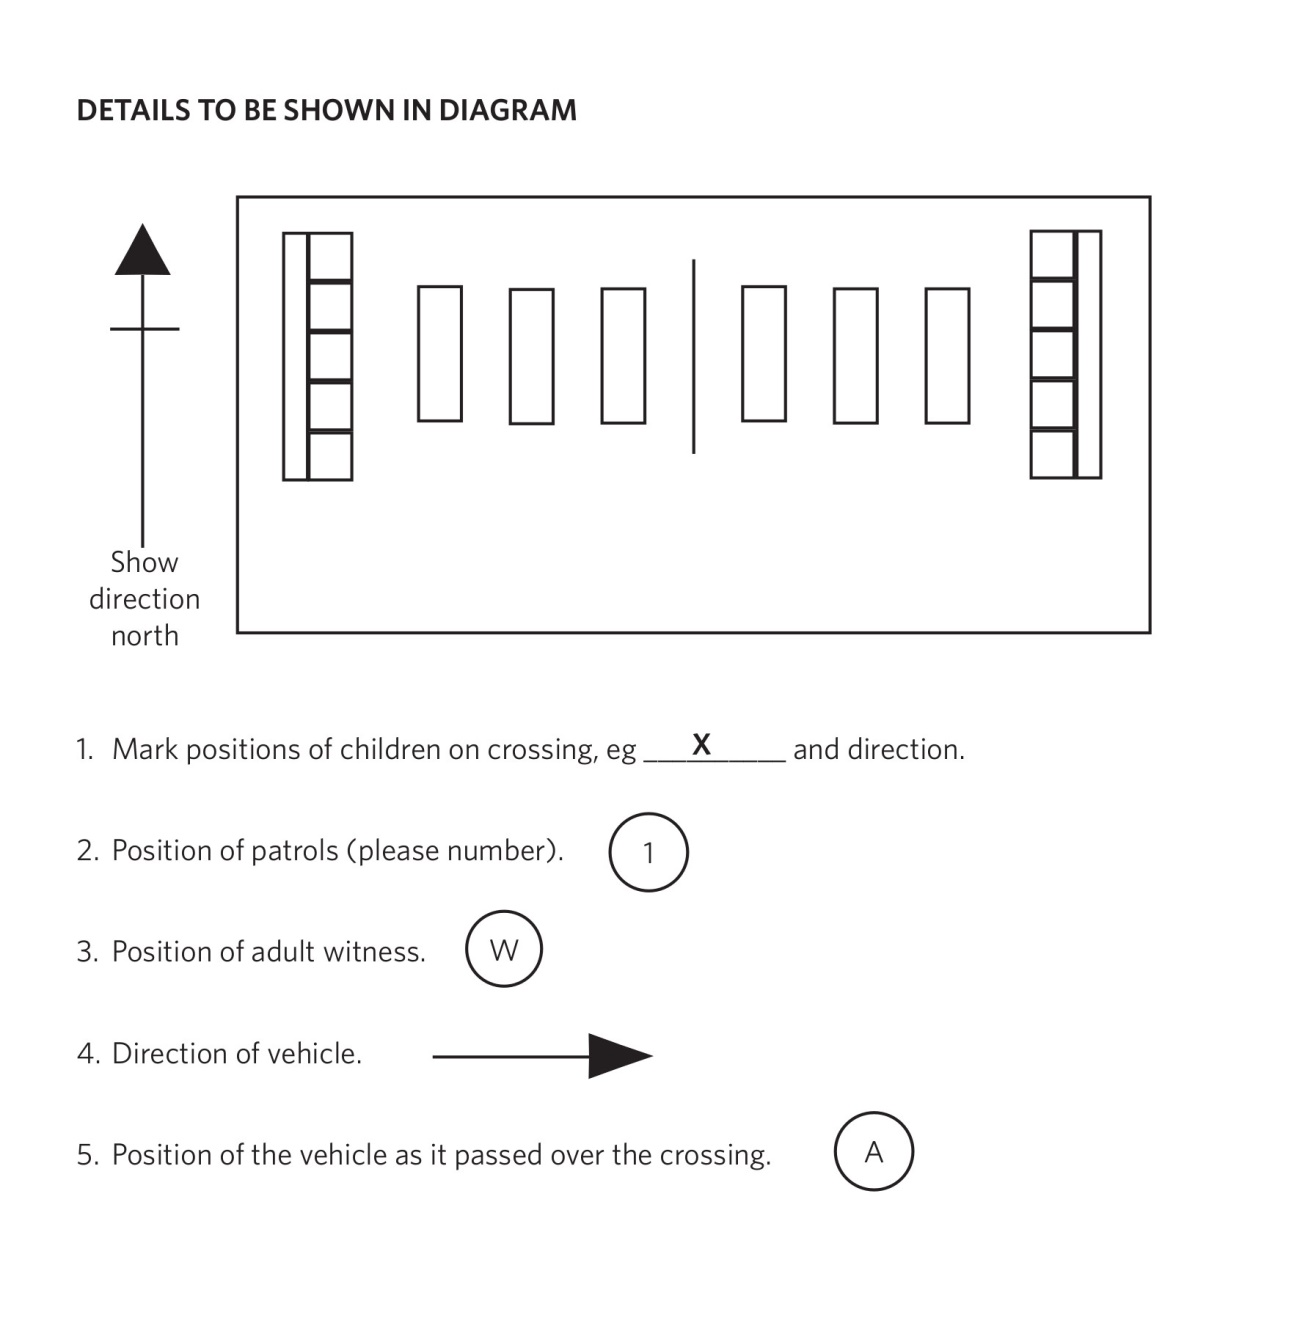 DETAILS TO BE SHOWN IN DIAGRAM
Show
direction
north
1. Mark positions of children on crossing, eg ____X____ and direction.
2. Position of patrols (please number). 1
3. Position of adult witness. W
4. Direction of vehicle.
5. Position of the vehicle as it passed over the crossing. A